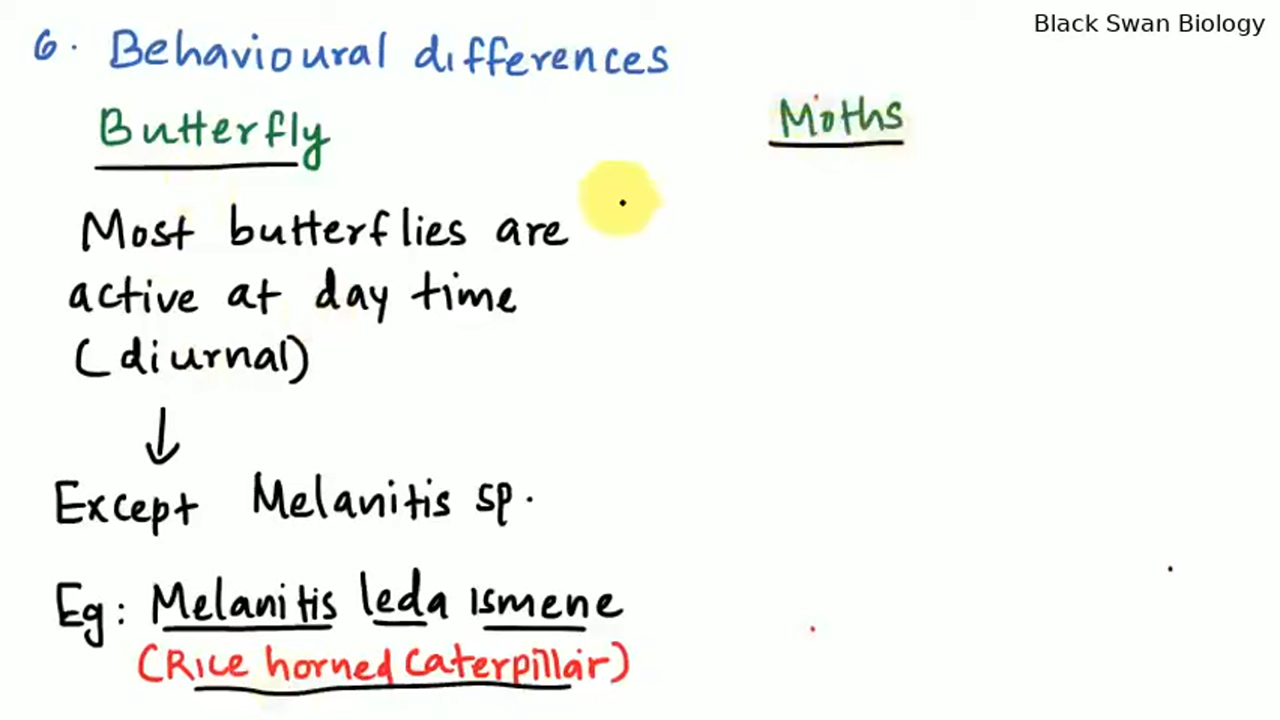 Black Swan Biology
6. Behavioural differences
Butterfly
Moths
Most butterflies are
active at day time
(diurnal)
Except Melanitis sp.
Eg: Melanitis leda ismene
(Rice horned caterpillar)